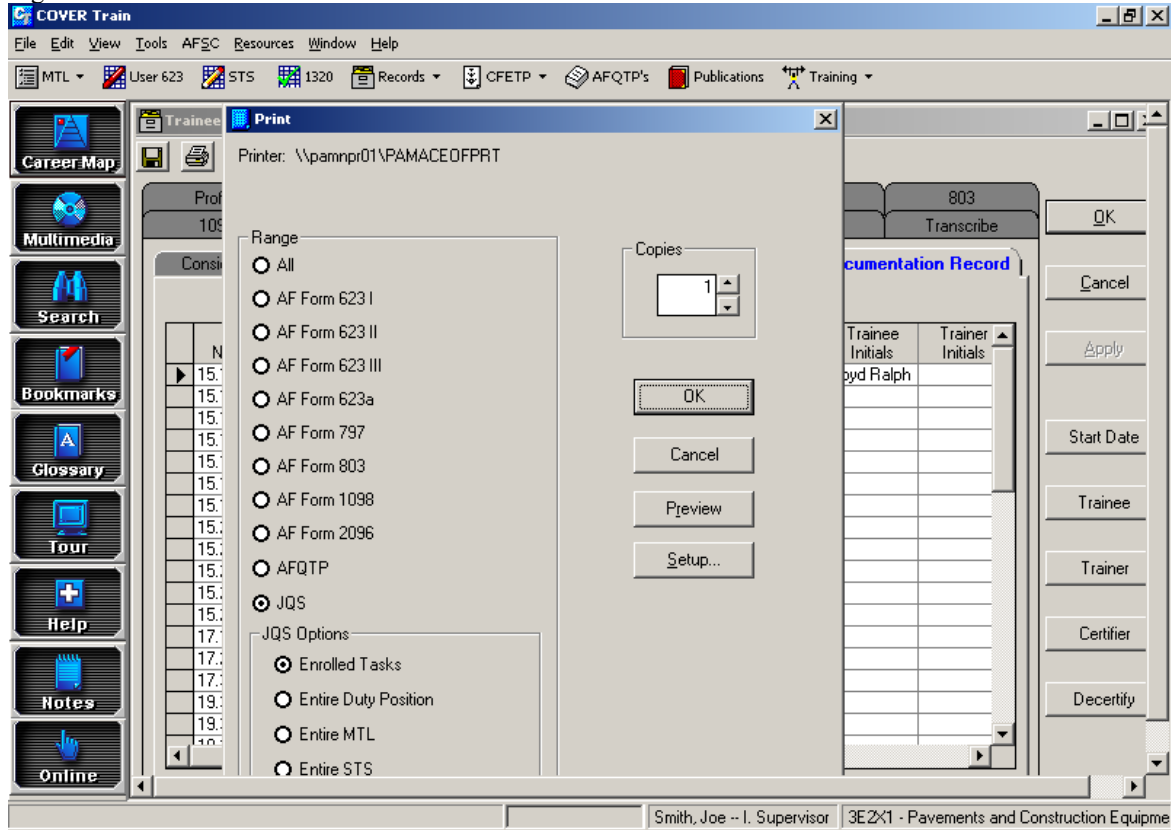 COVER Train
File Edit View Tools AFSC Resources Window Help
MTL User 623 STS 1320 Records CFETP AFQTP's Publications Training
Career Map
Multimedia
Search
Bookmarks
Glossary
Tour
Help
Notes
Online
Trainee
Print
Printer: \\pamnpr01\PAMACEOFPRT
803
Transcribe
cumentation Record
Range
All
AF Form 623 I
AF Form 623 II
AF Form 623 III
AF Form 623a
AF Form 797
AF Form 803
AF Form 1098
AF Form 2096
AFQTP
JQS
JQS Options
Enrolled Tasks
Entire Duty Position
Entire MTL
Entire STS
Copies
1
OK
Cancel
Preview
Setup...
Trainee Initials
Trainer Initials
oyd Ralph
OK
Cancel
Apply
Start Date
Trainee
Trainer
Certifier
Decertify
Smith, Joe -- I. Supervisor 3E2X1 - Pavements and Construction Equipme